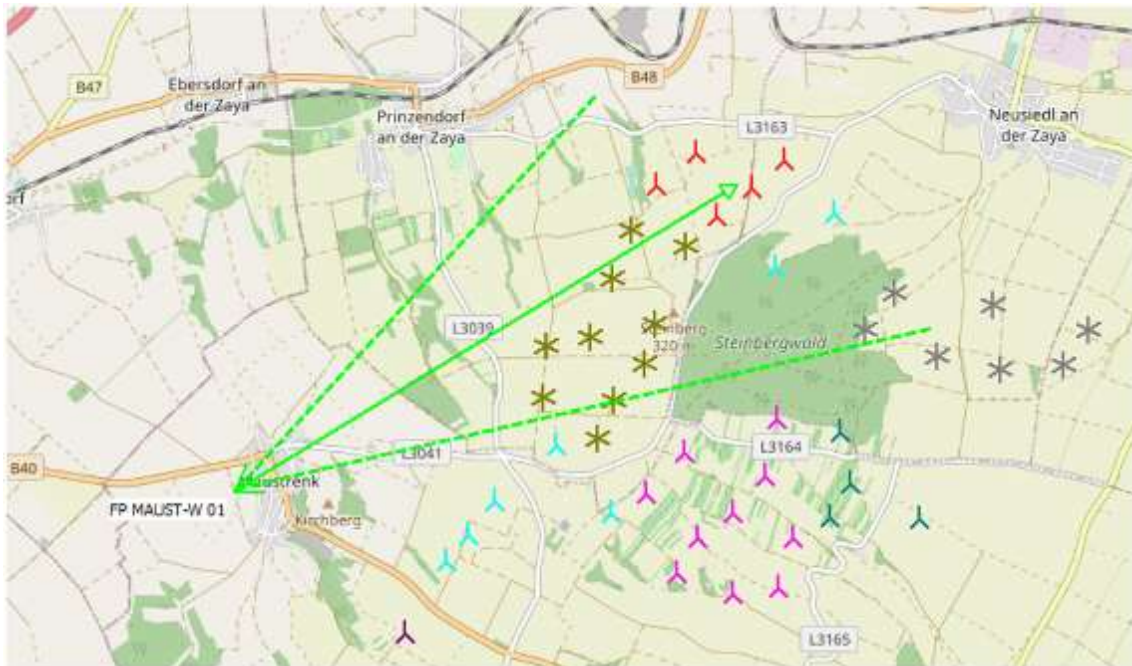 B47
Ebersdorf an
der Zaya
Prinzendorf
an der Zaya
B48
L3163
Neusiedl an
der Zaya
orf
L3039
Steinberg
320 m
Steinbergwald
B40
L3041
L3164
Maustrenk
FP MAUST-W 01
Kirchberg
L3165